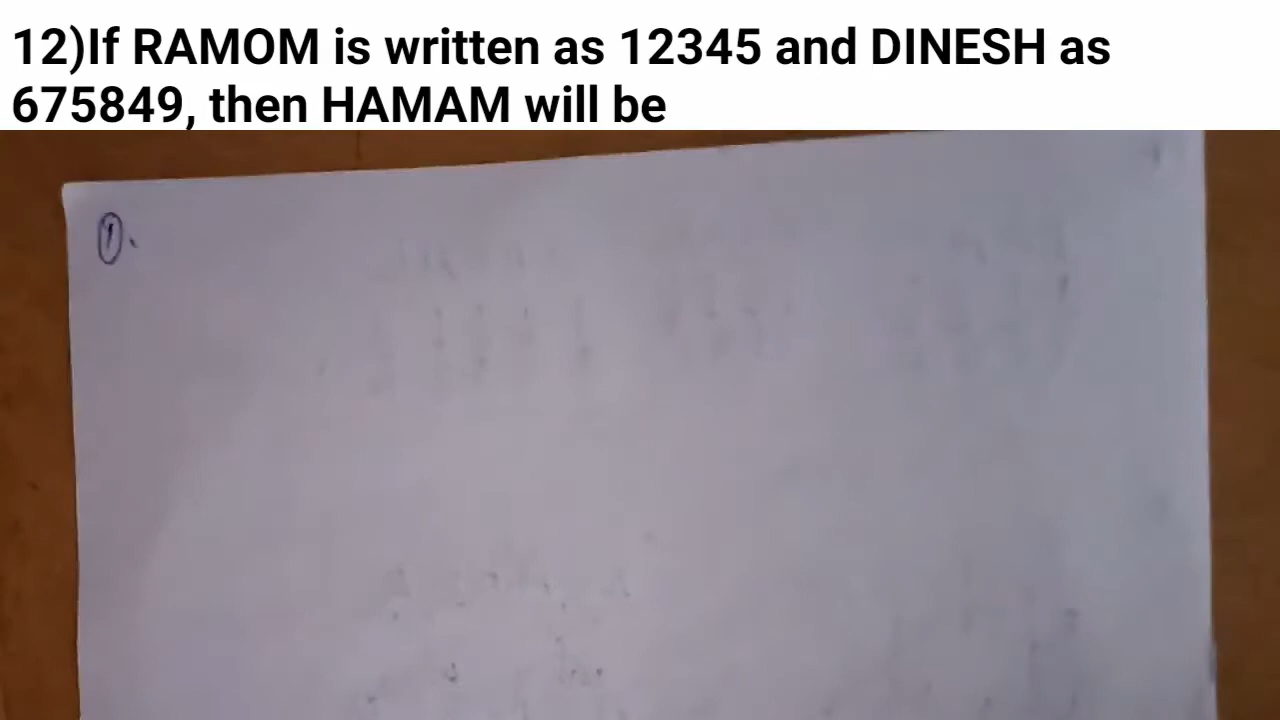 12)If RAMOM is written as 12345 and DINESH as
675849, then HAMAM will be
1.